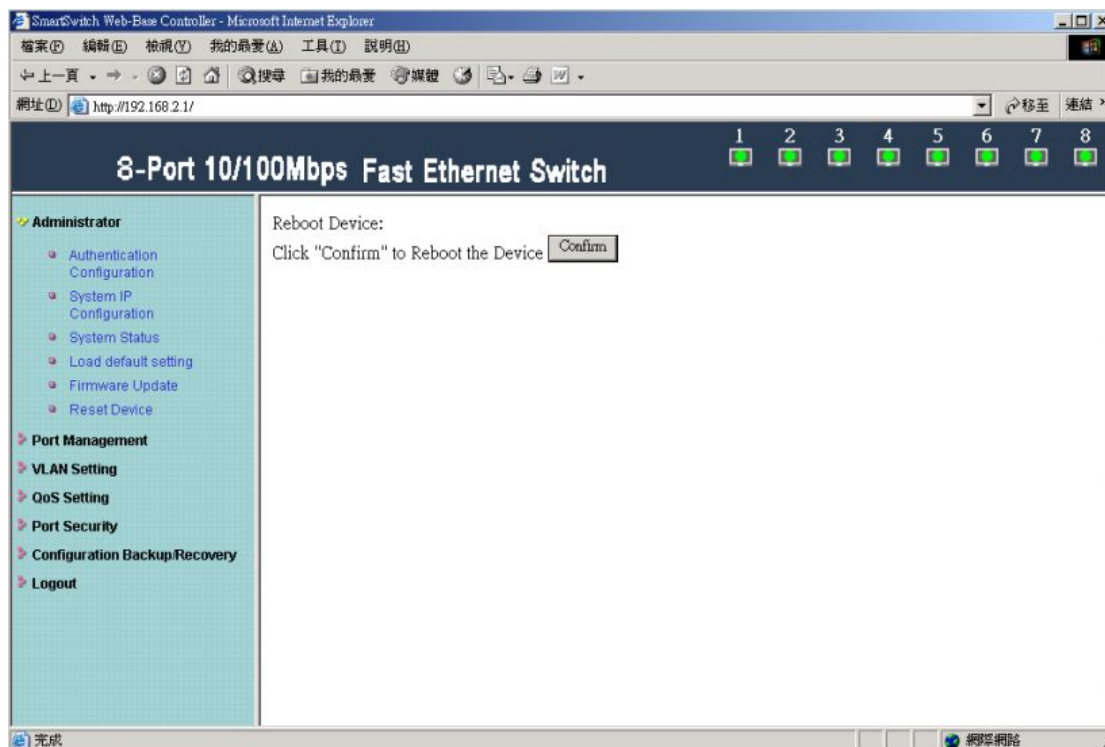 SmartSwitch Web-Base Controller - Microsoft Internet Explorer
檔案(F) 編輯(E) 檢視(V) 我的最愛(A) 工具(T) 說明(H)
上一頁 搜尋 我的最愛 媒體
網址(D) http://192.168.2.1/ 移至 連結
1 2 3 4 5 6 7 8
8-Port 10/100Mbps Fast Ethernet Switch
Administrator
Authentication
Configuration
System IP
Configuration
System Status
Load default setting
Firmware Update
Reset Device
Port Management
VLAN Setting
QoS Setting
Port Security
Configuration Backup/Recovery
Logout
Reboot Device:
Click "Confirm" to Reboot the Device Confirm
完成 網際網路